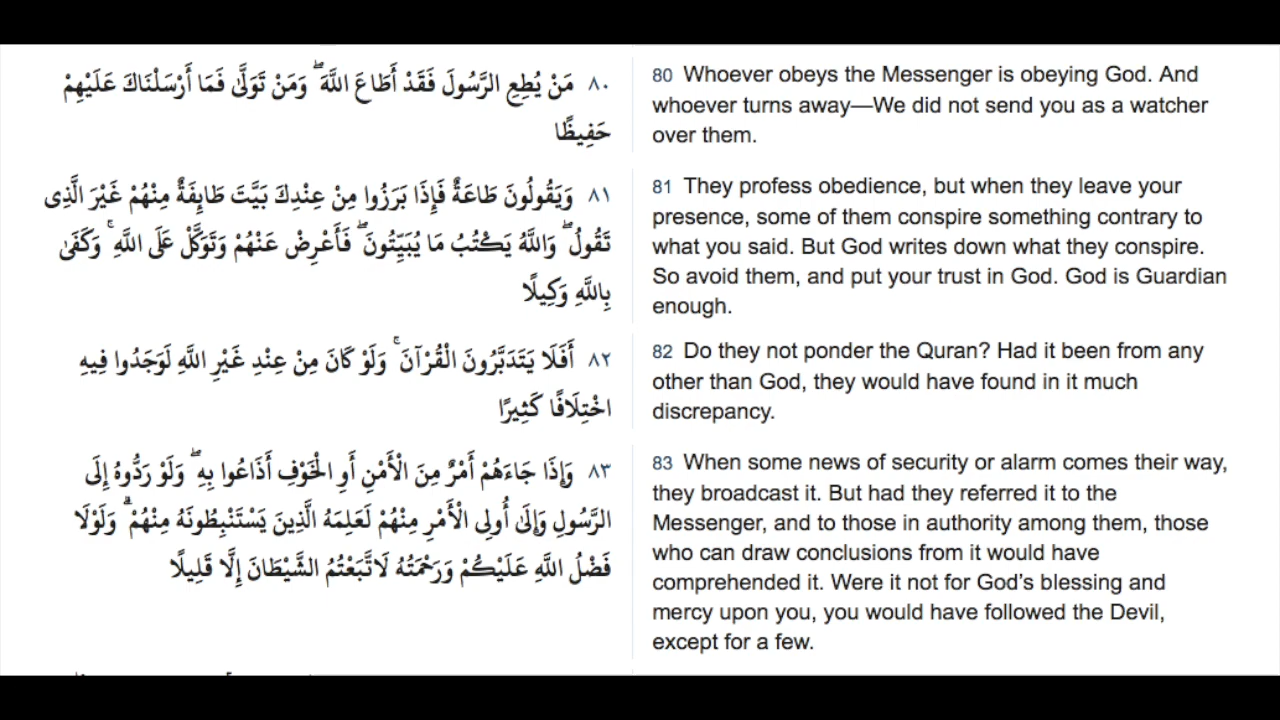 ٨٠ مَنْ يُطِعِ الرَّسُولَ فَقَدْ أَطَاعَ اللَّهَ ۖ وَمَنْ تَوَلَّىٰ فَمَا أَرْسَلْنَاكَ عَلَيْهِمْ
حَفِيظًا
80 Whoever obeys the Messenger is obeying God. And
whoever turns away—We did not send you as a watcher
over them.
٨١ وَيَقُولُونَ طَاعَةٌ فَإِذَا بَرَزُوا مِنْ عِنْدِكَ بَيَّتَ طَائِفَةٌ مِنْهُمْ غَيْرَ الَّذِى
تَقُولُ ۖ وَاللَّهُ يَكْتُبُ مَا يُبَيِّتُونَ ۖ فَأَعْرِضْ عَنْهُمْ وَتَوَكَّلْ عَلَى اللَّهِ ۚ وَكَفَىٰ
بِاللَّهِ وَكِيلًا
81 They profess obedience, but when they leave your
presence, some of them conspire something contrary to
what you said. But God writes down what they conspire.
So avoid them, and put your trust in God. God is Guardian
enough.
٨٢ أَفَلَا يَتَدَبَّرُونَ الْقُرْآنَ ۚ وَلَوْ كَانَ مِنْ عِنْدِ غَيْرِ اللَّهِ لَوَجَدُوا فِيهِ
اخْتِلَافًا كَثِيرًا
82 Do they not ponder the Quran? Had it been from any
other than God, they would have found in it much
discrepancy.
٨٣ وَإِذَا جَاءَهُمْ أَمْرٌ مِنَ الْأَمْنِ أَوِ الْخَوْفِ أَذَاعُوا بِهِ ۖ وَلَوْ رَدُّوهُ إِلَى
الرَّسُولِ وَإِلَىٰ أُولِى الْأَمْرِ مِنْهُمْ لَعَلِمَهُ الَّذِينَ يَسْتَنْبِطُونَهُ مِنْهُمْ ۗ وَلَوْلَا
فَضْلُ اللَّهِ عَلَيْكُمْ وَرَحْمَتُهُ لَاتَّبَعْتُمُ الشَّيْطَانَ إِلَّا قَلِيلًا
83 When some news of security or alarm comes their way,
they broadcast it. But had they referred it to the
Messenger, and to those in authority among them, those
who can draw conclusions from it would have
comprehended it. Were it not for God’s blessing and
mercy upon you, you would have followed the Devil,
except for a few.